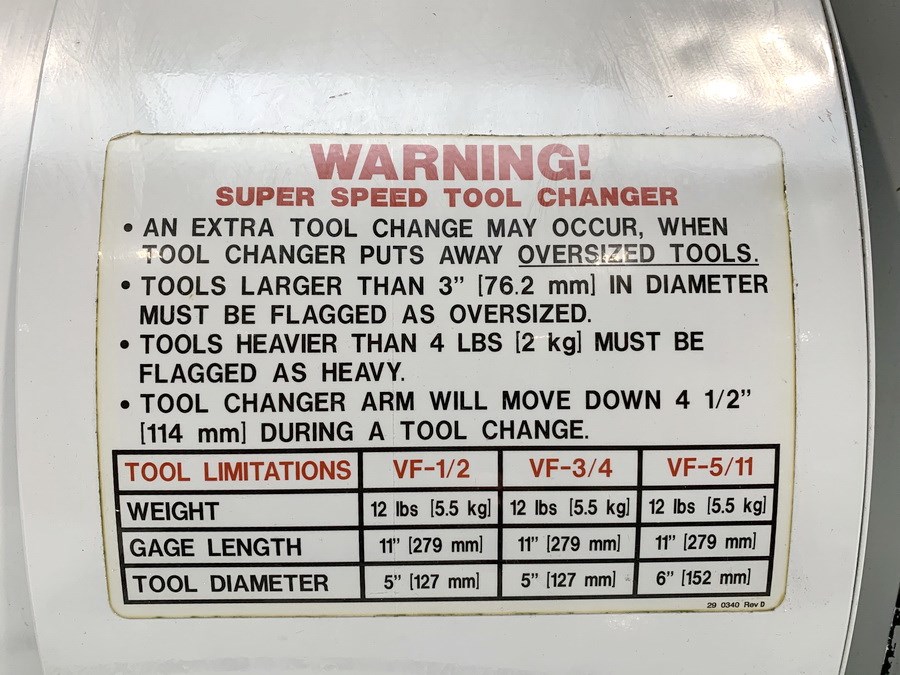 WARNING!
SUPER SPEED TOOL CHANGER
• AN EXTRA TOOL CHANGE MAY OCCUR, WHEN
TOOL CHANGER PUTS AWAY OVERSIZED TOOLS.
• TOOLS LARGER THAN 3” [76.2 mm] IN DIAMETER
MUST BE FLAGGED AS OVERSIZED.
• TOOLS HEAVIER THAN 4 LBS [2 kg] MUST BE
FLAGGED AS HEAVY.
• TOOL CHANGER ARM WILL MOVE DOWN 4 1/2”
[114 mm] DURING A TOOL CHANGE.
TOOL LIMITATIONS VF-1/2 VF-3/4 VF-5/11
WEIGHT 12 lbs [5.5 kg] 12 lbs [5.5 kg] 12 lbs [5.5 kg]
GAGE LENGTH 11” [279 mm] 11” [279 mm] 11” [279 mm]
TOOL DIAMETER 5” [127 mm] 5” [127 mm] 6” [152 mm]
29 0340 Rev D